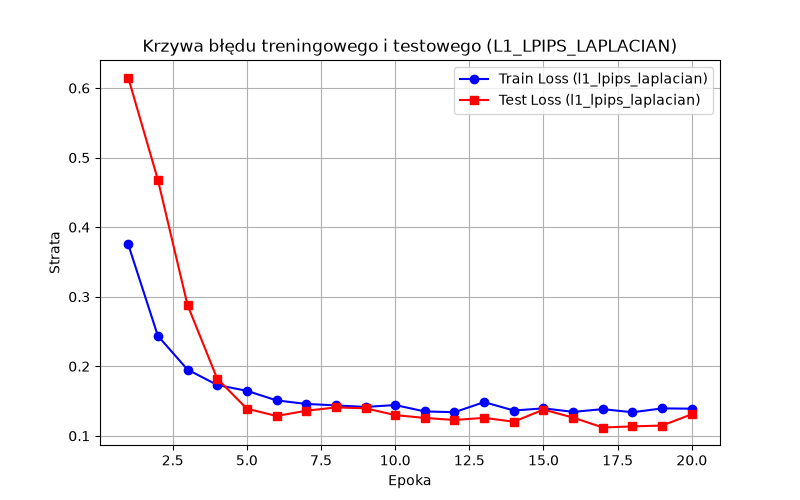 Krzywa błędu treningowego i testowego (L1_LPIPS_LAPLACIAN)
Train Loss (l1_lpips_laplacian)
Test Loss (l1_lpips_laplacian)
0.6
0.5
0.4
0.3
0.2
0.1
Strata
2.5 5.0 7.5 10.0 12.5 15.0 17.5 20.0
Epoka